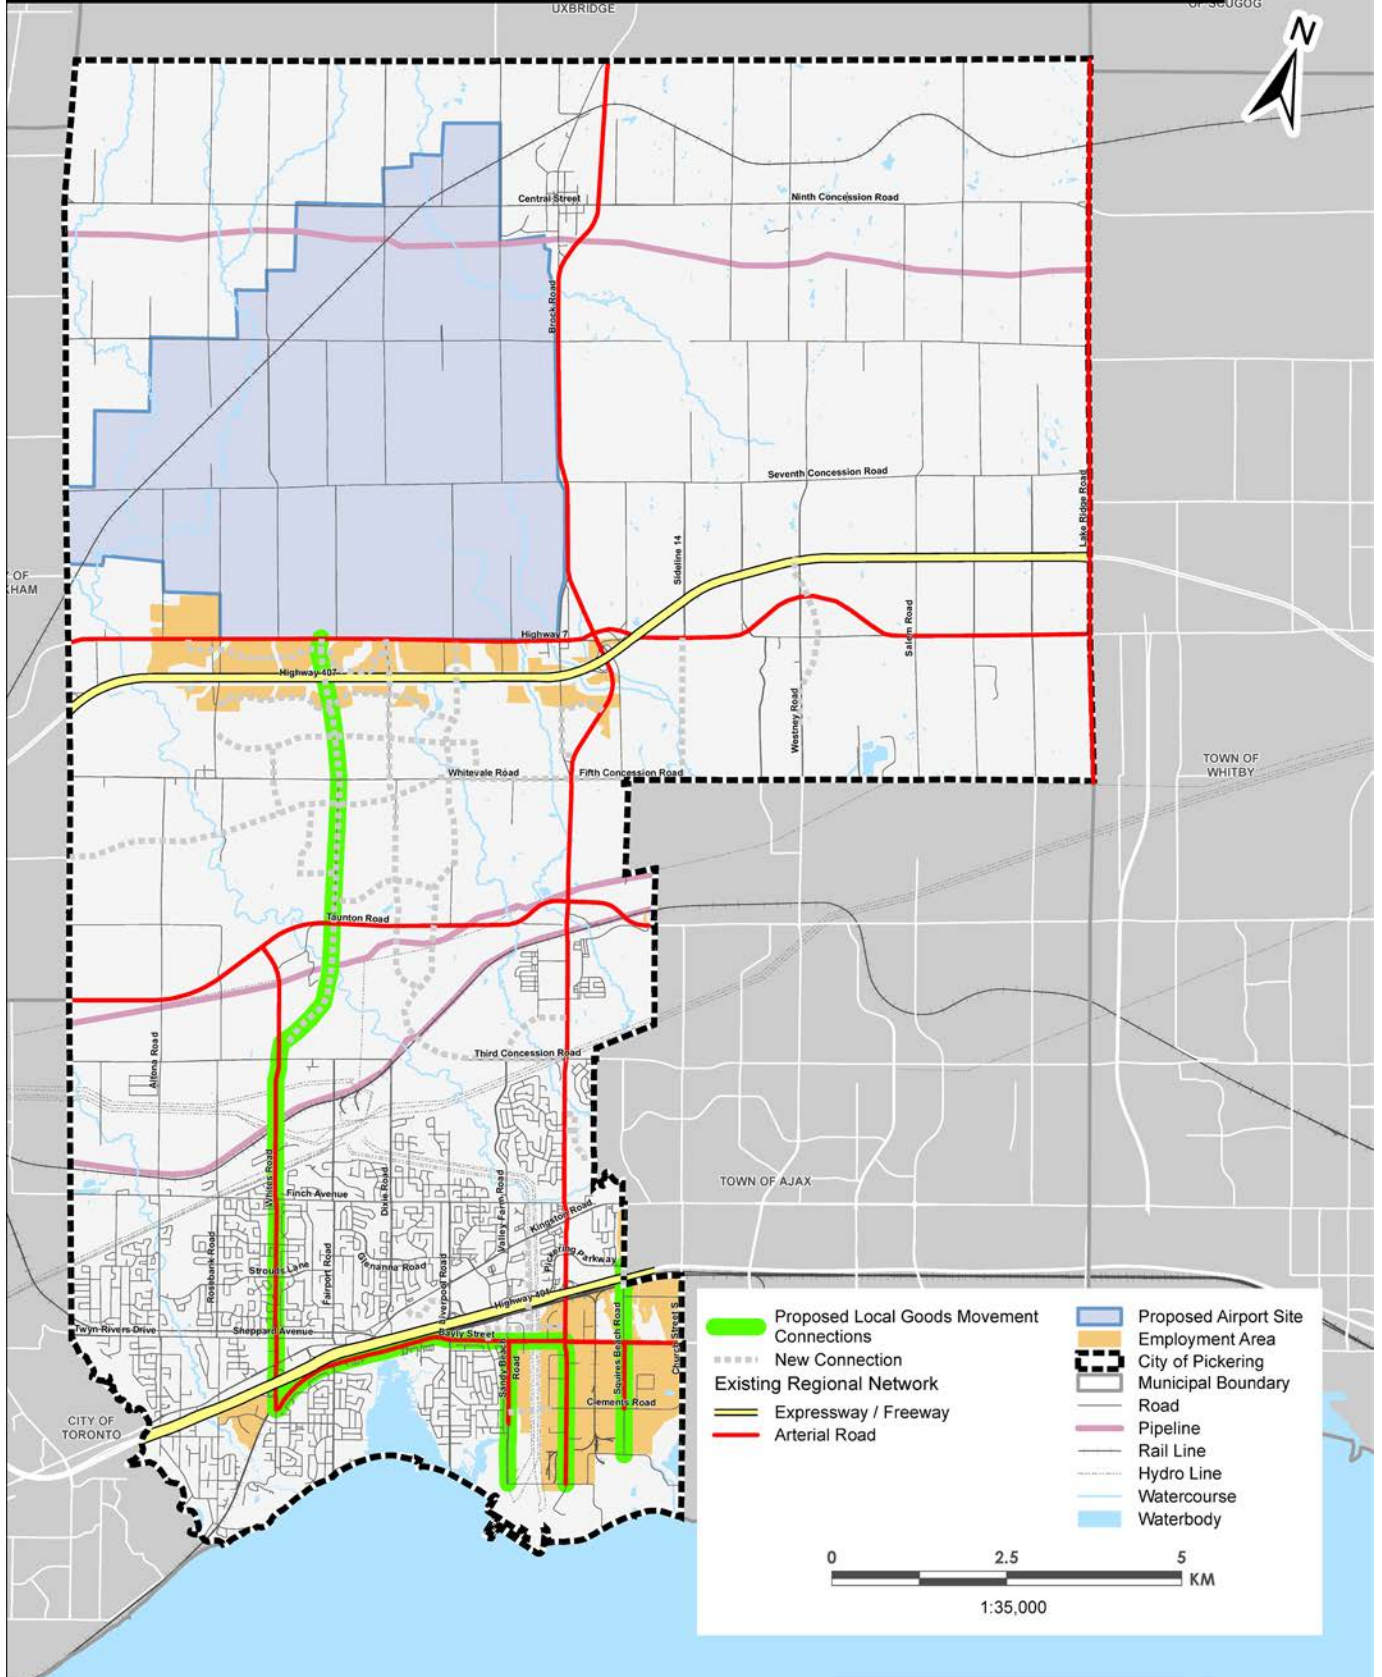 UXBRIDGE
OF SCUGOG
N
Central Street
Ninth Concession Road
Brock Road
Seventh Concession Road
Lake Ridge Road
Sideline 14
OF
KHAM
Salem Road
Highway 7
Highway 407
Westney Road
Whitevale Road
Fifth Concession Road
TOWN OF
WHITBY
Taunton Road
Altona Road
Third Concession Road
Whites Road
Finch Avenue
Dixie Road
Valley Farm Road
TOWN OF AJAX
Kingston Road
Rosebank Road
Strouds Lane
Fairport Road
Glenanna Road
Liverpool Road
Pickering Parkway
Highway 401
Twyn Rivers Drive
Sheppard Avenue
Bayly Street
Sandy Beach
Road
Squires Beach Road
Church Street S
Clements Road
CITY OF
TORONTO
Proposed Local Goods Movement
Connections
New Connection
Existing Regional Network
Expressway / Freeway
Arterial Road
Proposed Airport Site
Employment Area
City of Pickering
Municipal Boundary
Road
Pipeline
Rail Line
Hydro Line
Watercourse
Waterbody
0 2.5 5
KM
1:35,000